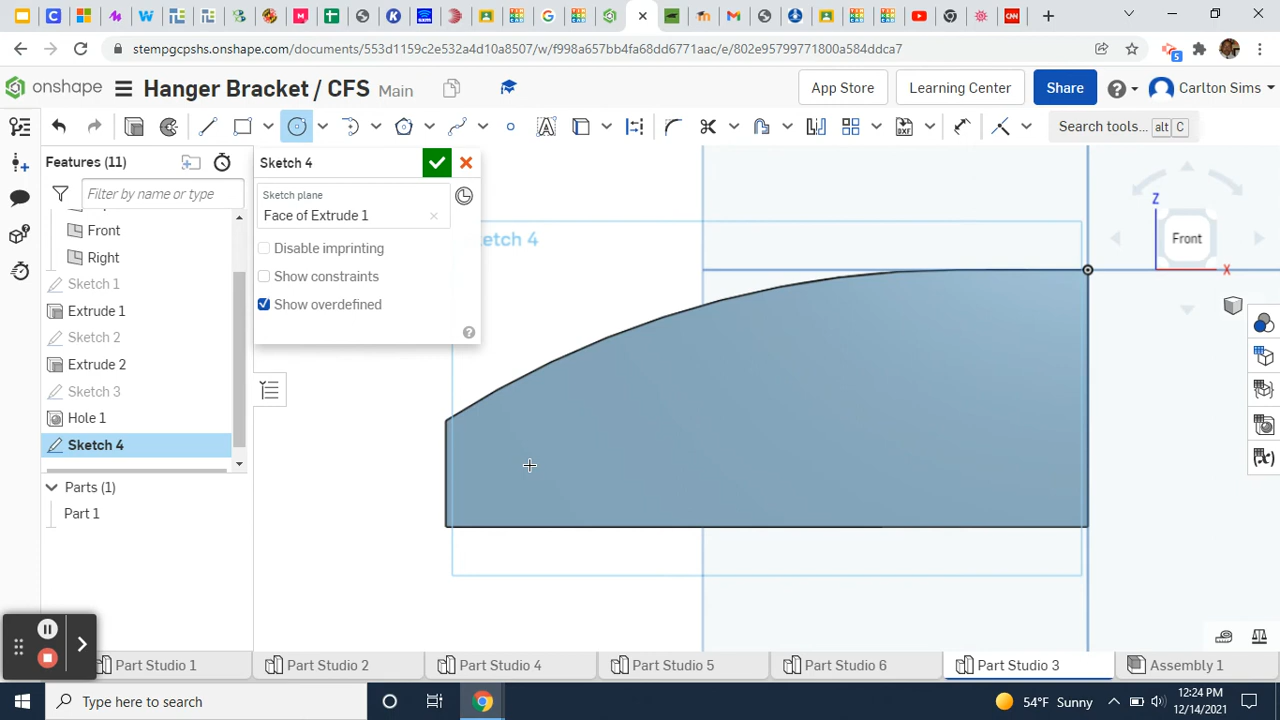 stempgcpshs.onshape.com/documents/553d1159c2e532a4d10a8507/w/f998a657bb4fa68dd6771aac/e/802e95799771800a584ddca7
5
onshape
Hanger Bracket / CFS Main
App Store
Learning Center
Share
Carlton Sims
Search tools... alt C
Features (11)
Filter by name or type
Front
Right
Sketch 1
Extrude 1
Sketch 2
Extrude 2
Sketch 3
Hole 1
Sketch 4
Parts (1)
Part 1
Sketch 4
Sketch plane
Face of Extrude 1
Disable imprinting
Show constraints
Show overdefined
etch 4
Z
Front
X
Part Studio 1
Part Studio 2
Part Studio 4
Part Studio 5
Part Studio 6
Part Studio 3
Assembly 1
Type here to search
54°F Sunny
12:24 PM
12/14/2021